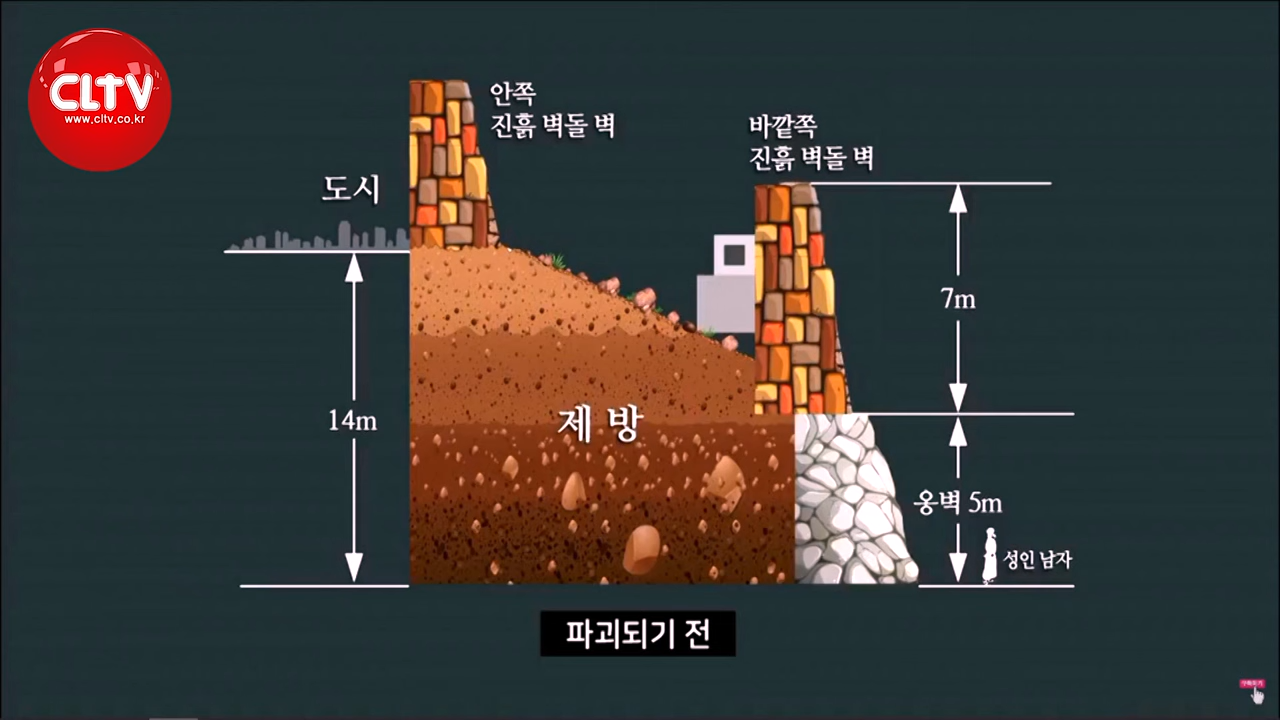 CLTV
www.cltv.co.kr
안쪽
진흙 벽돌 벽
바깥쪽
진흙 벽돌 벽
도시
7m
14m
제 방
옹벽 5m
성인 남자
파괴되기 전